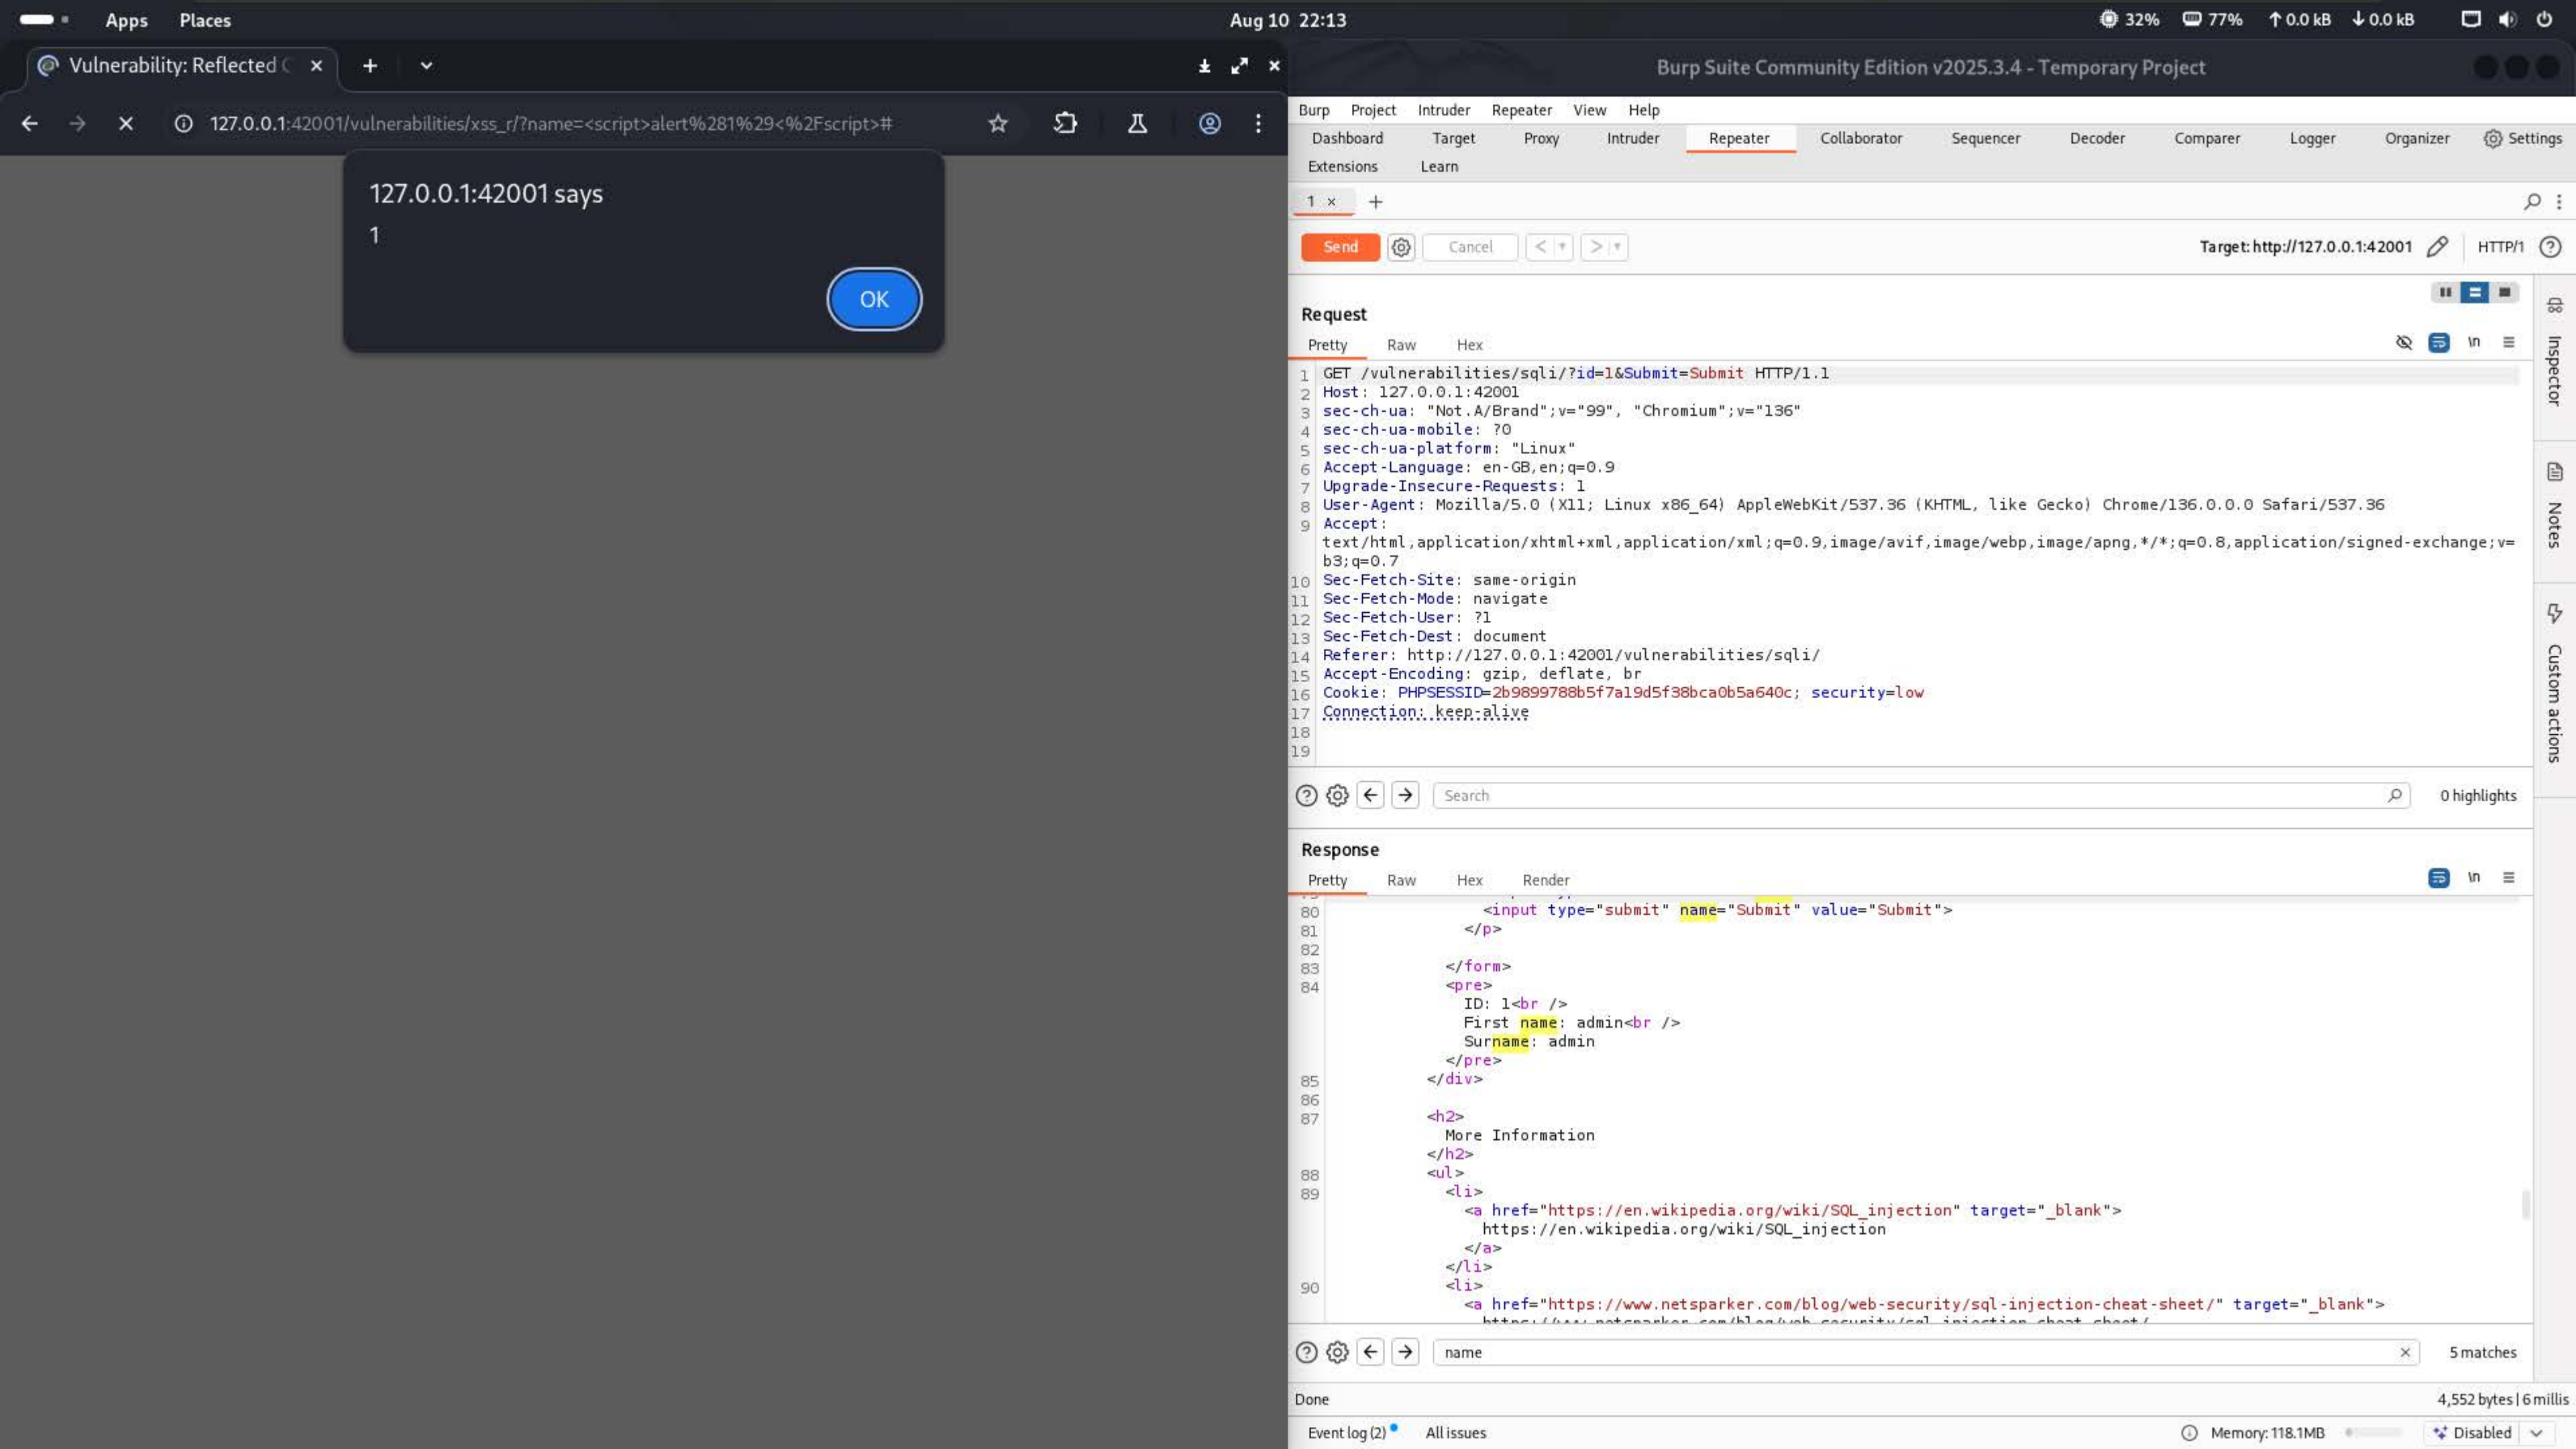 Apps Places Aug 10 22:13 32% 77% ↑0.0 kB ↓0.0 kB
Vulnerability: Reflected C
127.0.0.1:42001/vulnerabilities/xss_r/?name=<script>alert%281%29<%2Fscript>#
127.0.0.1:42001 says
1
OK
Burp Suite Community Edition v2025.3.4 - Temporary Project
Burp Project Intruder Repeater View Help
Dashboard Target Proxy Intruder Repeater Collaborator Sequencer Decoder Comparer Logger Organizer Settings
Extensions Learn
1 × +
Send Cancel < > Target: http://127.0.0.1:42001 HTTP/1
Request
Pretty Raw Hex \n
1 GET /vulnerabilities/sqli/?id=1&Submit=Submit HTTP/1.1
2 Host: 127.0.0.1:42001
3 sec-ch-ua: "Not.A/Brand";v="99", "Chromium";v="136"
4 sec-ch-ua-mobile: ?0
5 sec-ch-ua-platform: "Linux"
6 Accept-Language: en-GB,en;q=0.9
7 Upgrade-Insecure-Requests: 1
8 User-Agent: Mozilla/5.0 (X11; Linux x86_64) AppleWebKit/537.36 (KHTML, like Gecko) Chrome/136.0.0.0 Safari/537.36
9 Accept:
text/html,application/xhtml+xml,application/xml;q=0.9,image/avif,image/webp,image/apng,*/*;q=0.8,application/signed-exchange;v=
b3;q=0.7
10 Sec-Fetch-Site: same-origin
11 Sec-Fetch-Mode: navigate
12 Sec-Fetch-User: ?1
13 Sec-Fetch-Dest: document
14 Referer: http://127.0.0.1:42001/vulnerabilities/sqli/
15 Accept-Encoding: gzip, deflate, br
16 Cookie: PHPSESSID=2b9899788b5f7a19d5f38bca0b5a640c; security=low
17 Connection: keep-alive
18
19
Search 0 highlights
Response
Pretty Raw Hex Render \n
80 <input type="submit" name="Submit" value="Submit">
81 </p>
82
83 </form>
84 <pre>
ID: 1<br />
First name: admin<br />
Surname: admin
</pre>
85 </div>
86
87 <h2>
More Information
</h2>
88 <ul>
89 <li>
<a href="https://en.wikipedia.org/wiki/SQL_injection" target="_blank">
https://en.wikipedia.org/wiki/SQL_injection
</a>
</li>
90 <li>
<a href="https://www.netsparker.com/blog/web-security/sql-injection-cheat-sheet/" target="_blank">
https://www.netsparker.com/blog/web-security/sql-injection-cheat-sheet/
name 5 matches
Done 4,552 bytes | 6 millis
Event log (2) All issues Memory: 118.1MB Disabled
Inspector
Notes
Custom actions